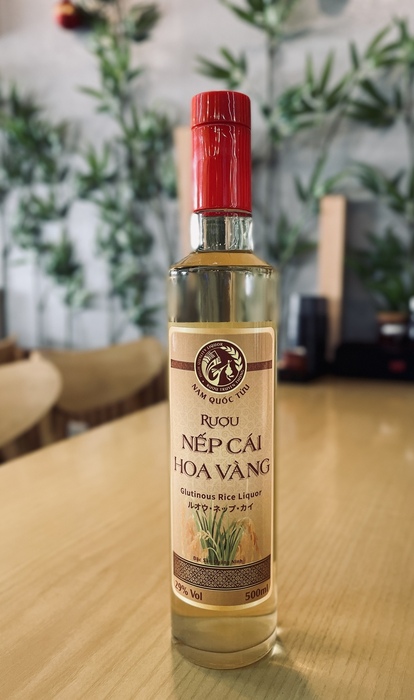 NAM QUỐC TỬU
RƯỢU
NẾP CÁI
HOA VÀNG
Glutinous Rice Liquor
ルオウ・ネップ・カイ
29% Vol 500ml